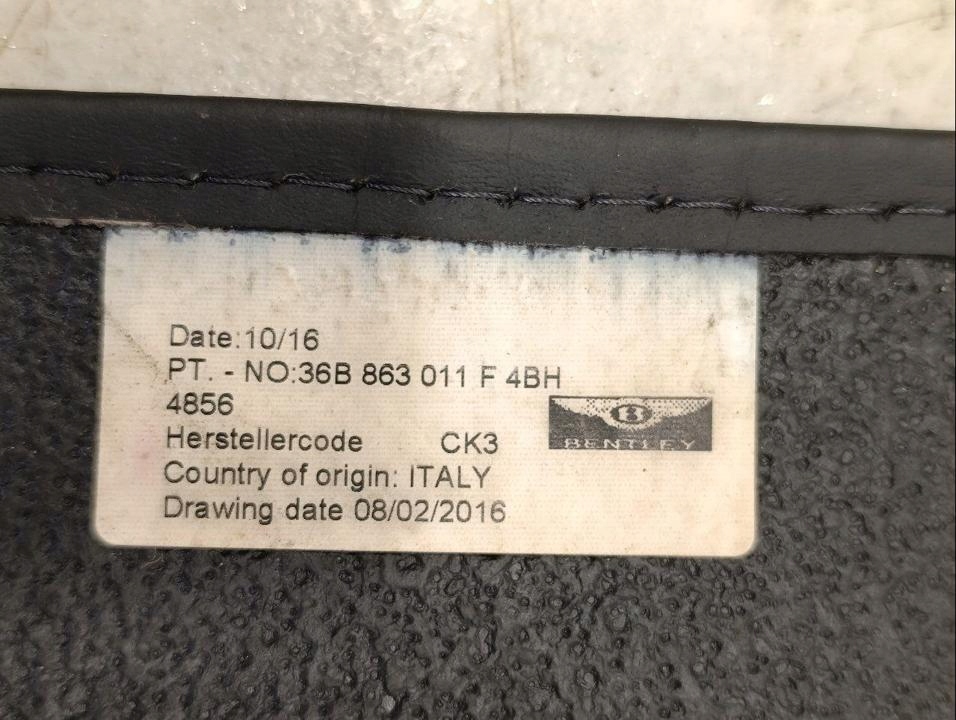 Date:10/16
PT. - NO:36B 863 011 F 4BH
4856
Herstellercode CK3
BENTLEY
Country of origin: ITALY
Drawing date 08/02/2016